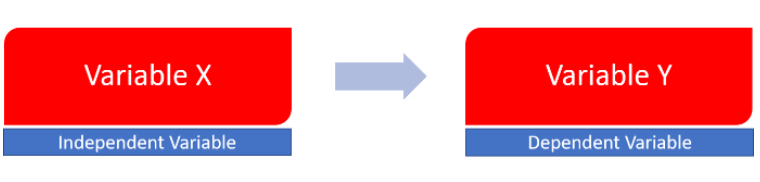 Variable X
Independent Variable
Variable Y
Dependent Variable